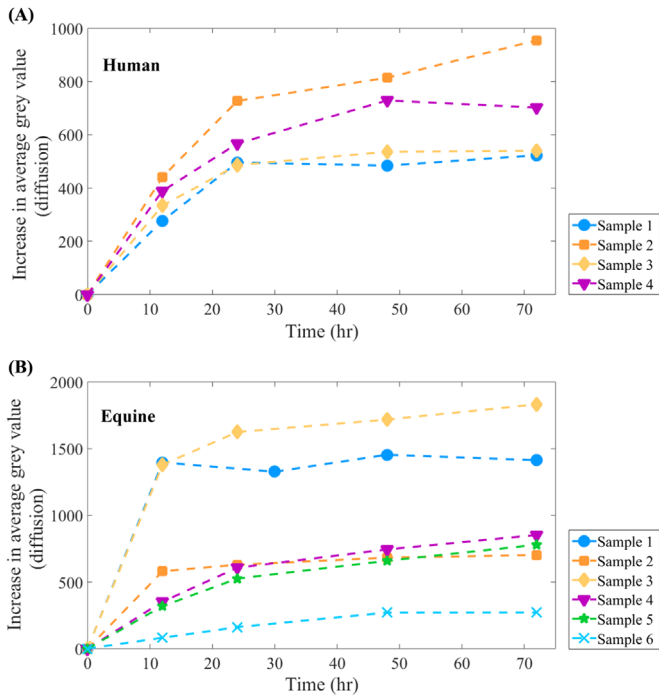 (A)
Human
Increase in average grey value
(diffusion)
1000
800
600
400
200
0
0 10 20 30 40 50 60 70
Time (hr)
Sample 1
Sample 2
Sample 3
Sample 4
(B)
Equine
Increase in average grey value
(diffusion)
2000
1500
1000
500
0
0 10 20 30 40 50 60 70
Time (hr)
Sample 1
Sample 2
Sample 3
Sample 4
Sample 5
Sample 6